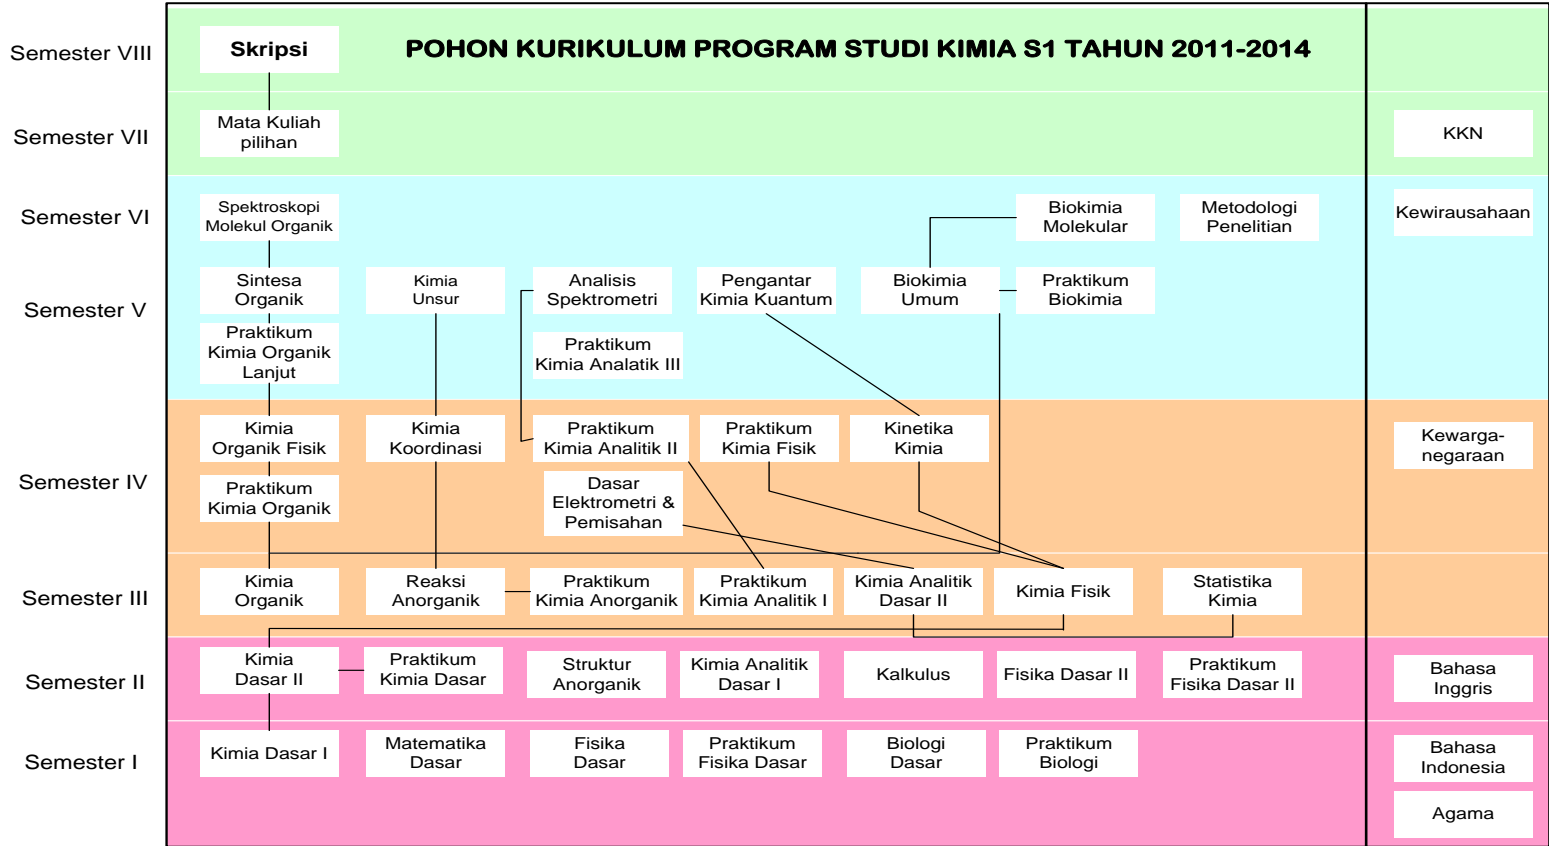 Semester VIII
Skripsi
POHON KURIKULUM PROGRAM STUDI KIMIA S1 TAHUN 2011-2014
Semester VII
Mata Kuliah
pilihan
KKN
Semester VI
Spektroskopi
Molekul Organik
Biokimia
Molekular
Metodologi
Penelitian
Kewirausahaan
Semester V
Sintesa
Organik
Kimia
Unsur
Analisis
Spektrometri
Pengantar
Kimia Kuantum
Biokimia
Umum
Praktikum
Biokimia
Praktikum
Kimia Organik
Lanjut
Praktikum
Kimia Analatik III
Semester IV
Kimia
Organik Fisik
Kimia
Koordinasi
Praktikum
Kimia Analitik II
Praktikum
Kimia Fisik
Kinetika
Kimia
Kewarga-
negaraan
Praktikum
Kimia Organik
Dasar
Elektrometri &
Pemisahan
Semester III
Kimia
Organik
Reaksi
Anorganik
Praktikum
Kimia Anorganik
Praktikum
Kimia Analitik I
Kimia Analitik
Dasar II
Kimia Fisik
Statistika
Kimia
Semester II
Kimia
Dasar II
Praktikum
Kimia Dasar
Struktur
Anorganik
Kimia Analitik
Dasar I
Kalkulus
Fisika Dasar II
Praktikum
Fisika Dasar II
Bahasa
Inggris
Semester I
Kimia Dasar I
Matematika
Dasar
Fisika
Dasar
Praktikum
Fisika Dasar
Biologi
Dasar
Praktikum
Biologi
Bahasa
Indonesia
Agama